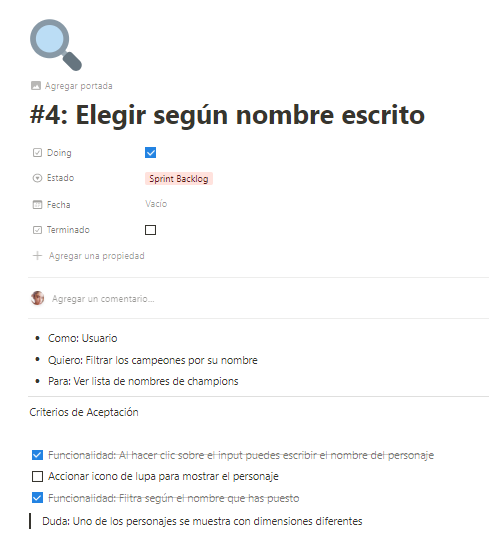 Agregar portada
#4: Elegir según nombre escrito
Doing
Estado Sprint Backlog
Fecha Vacío
Terminado
Agregar una propiedad
Agregar un comentario...
• Como: Usuario
• Quiero: Filtrar los campeones por su nombre
• Para: Ver lista de nombres de champions
Criterios de Aceptación
Funcionalidad: Al hacer clic sobre el input puedes escribir el nombre del personaje
Accionar icono de lupa para mostrar el personaje
Funcionalidad: Filtra según el nombre que has puesto
Duda: Uno de los personajes se muestra con dimensiones diferentes